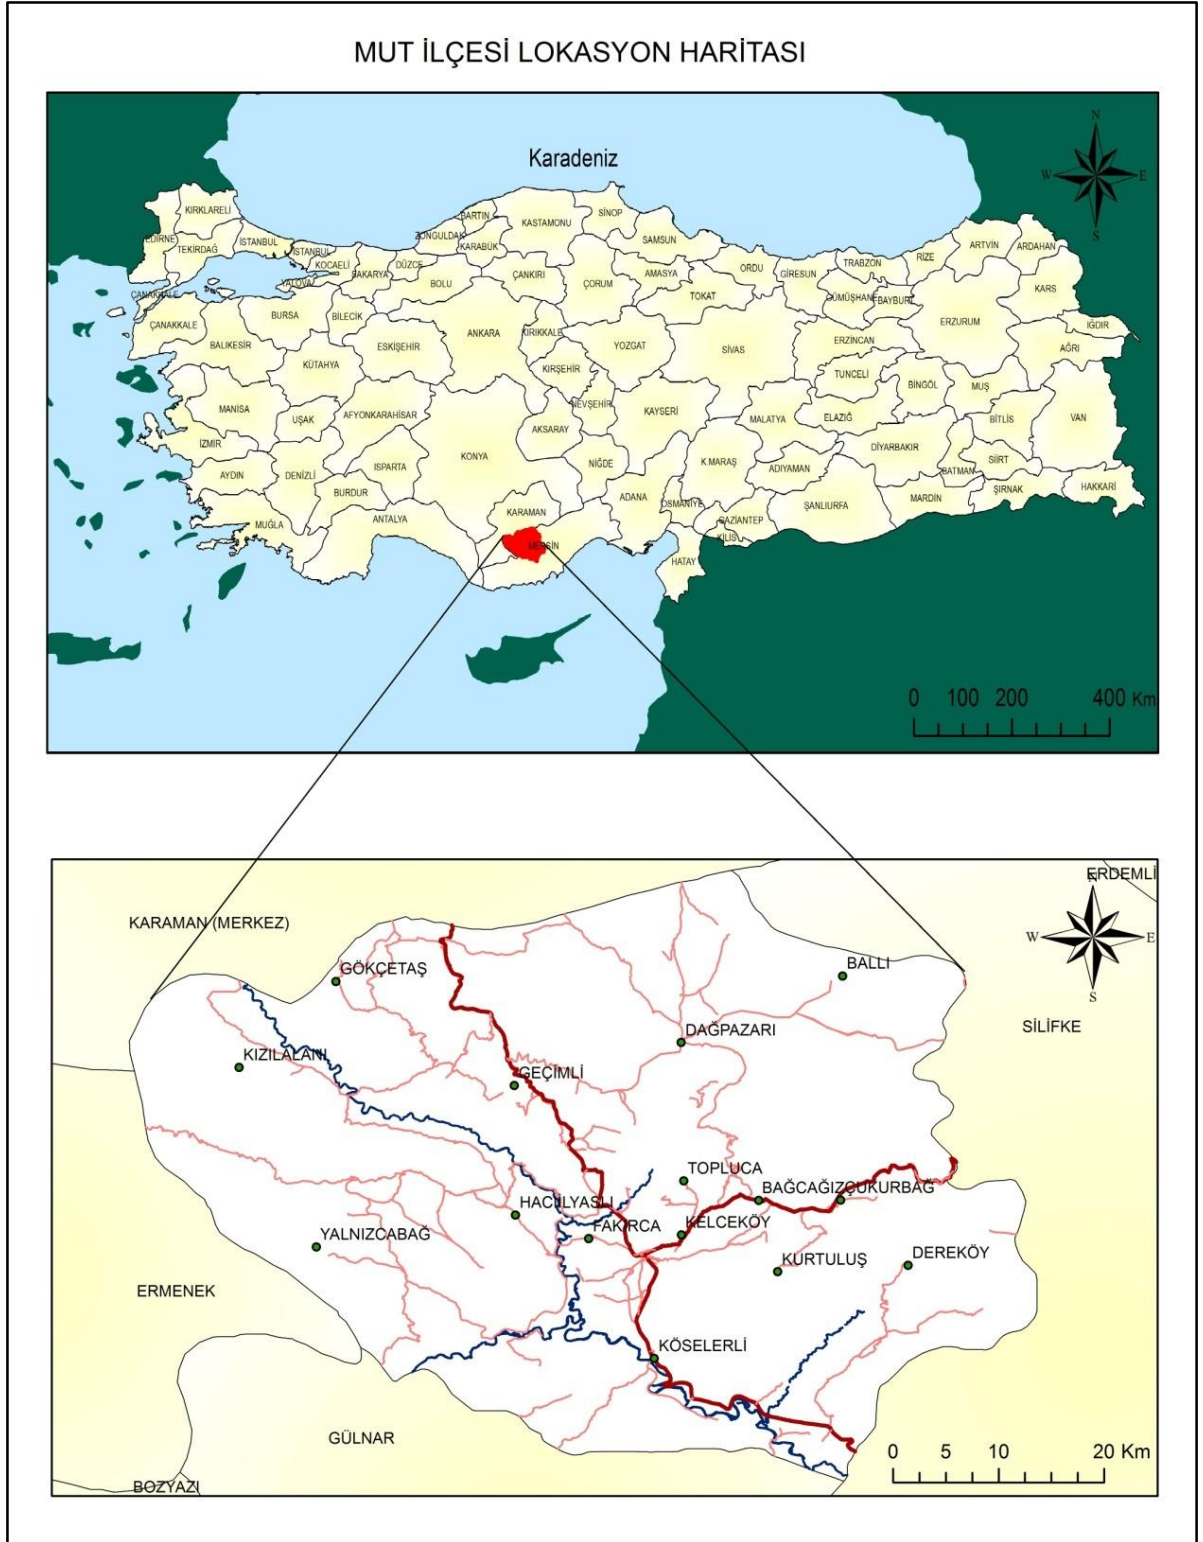 MUT İLÇESİ LOKASYON HARİTASI
Karadeniz
N
W E
S
KIRKLARELİ
EDİRNE
TEKİRDAĞ
İSTANBUL
İSTANBUL
KOCAELİ
YALOVA
SAKARYA
DÜZCE
ZONGULDAK
BARTIN
KARABÜK
KASTAMONU
SİNOP
SAMSUN
ORDU
GİRESUN
TRABZON
RİZE
ARTVİN
ARDAHAN
ÇANAKKALE
ÇANAKKALE
BALIKESİR
BURSA
BİLECİK
BOLU
ÇANKIRI
ÇORUM
AMASYA
TOKAT
GÜMÜŞHANE
BAYBURT
ERZURUM
KARS
IĞDIR
AĞRI
KÜTAHYA
ESKİŞEHİR
ANKARA
KIRIKKALE
KIRŞEHİR
YOZGAT
SİVAS
ERZİNCAN
TUNCELİ
BİNGÖL
MUŞ
BİTLİS
VAN
MANİSA
UŞAK
AFYONKARAHİSAR
KONYA
AKSARAY
NEVŞEHİR
KAYSERİ
MALATYA
ELAZIĞ
DİYARBAKIR
BATMAN
SİİRT
ŞIRNAK
HAKKARİ
İZMİR
AYDIN
DENİZLİ
BURDUR
ISPARTA
NİĞDE
K.MARAŞ
ADIYAMAN
ŞANLIURFA
MARDİN
MUĞLA
ANTALYA
KARAMAN
MERSİN
ADANA
OSMANİYE
GAZİANTEP
KİLİS
HATAY
0 100 200 400 Km
ERDEMLİ
N
W E
S
KARAMAN (MERKEZ)
GÖKÇETAŞ
BALLI
SİLİFKE
DAĞPAZARI
KIZILALANI
GEÇİMLİ
TOPLUCA
HACIİLYASLI
BAĞCAĞIZ
ÇUKURBAĞ
FAKIRCA
KELCEKÖY
YALNIZCABAĞ
KURTULUŞ
DEREKÖY
ERMENEK
KÖSELERLİ
GÜLNAR
BOZYAZI
0 5 10 20 Km